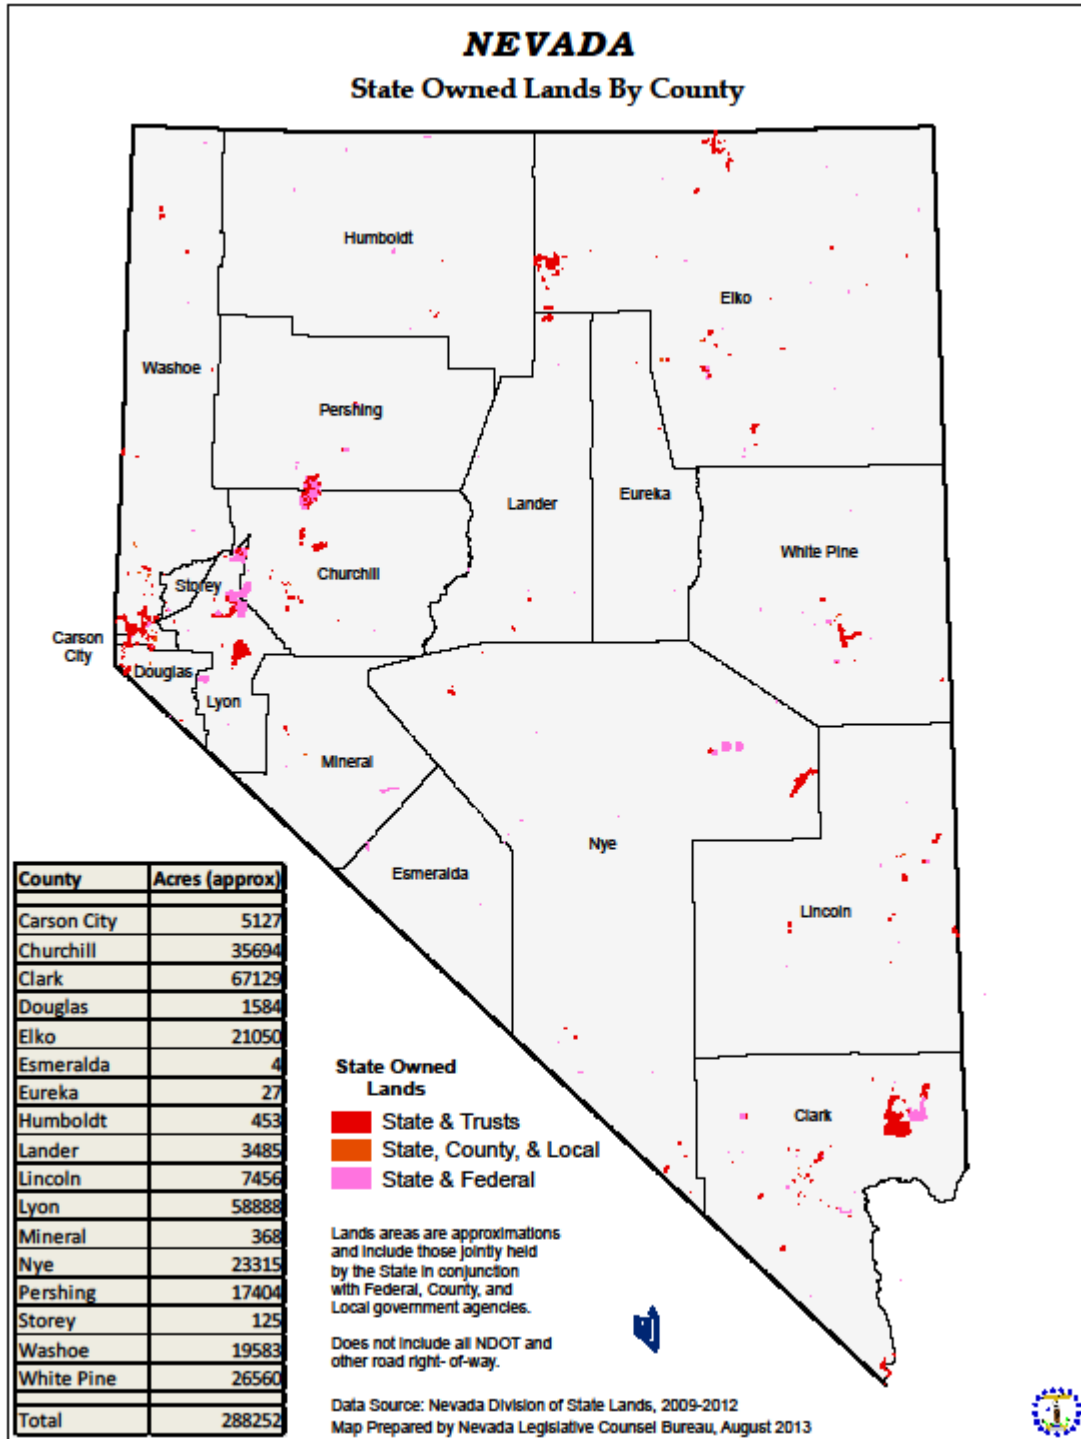 NEVADA
State Owned Lands By County
Humboldt
Elko
Washoe
Pershing
Lander
Eureka
White Pine
Churchill
Storey
Carson
City
Douglas
Lyon
Mineral
Nye
Esmeralda
Lincoln
Clark
County Acres (approx)
Carson City 5127
Churchill 35694
Clark 67129
Douglas 1584
Elko 21050
Esmeralda 4
Eureka 27
Humboldt 453
Lander 3485
Lincoln 7456
Lyon 58888
Mineral 368
Nye 23315
Pershing 17404
Storey 125
Washoe 19583
White Pine 26560
Total 288252
State Owned
Lands
State & Trusts
State, County, & Local
State & Federal
Lands areas are approximations
and include those jointly held
by the State in conjunction
with Federal, County, and
Local government agencies.
Does not include all NDOT and
other road right- of-way.
Data Source: Nevada Division of State Lands, 2009-2012
Map Prepared by Nevada Legislative Counsel Bureau, August 2013